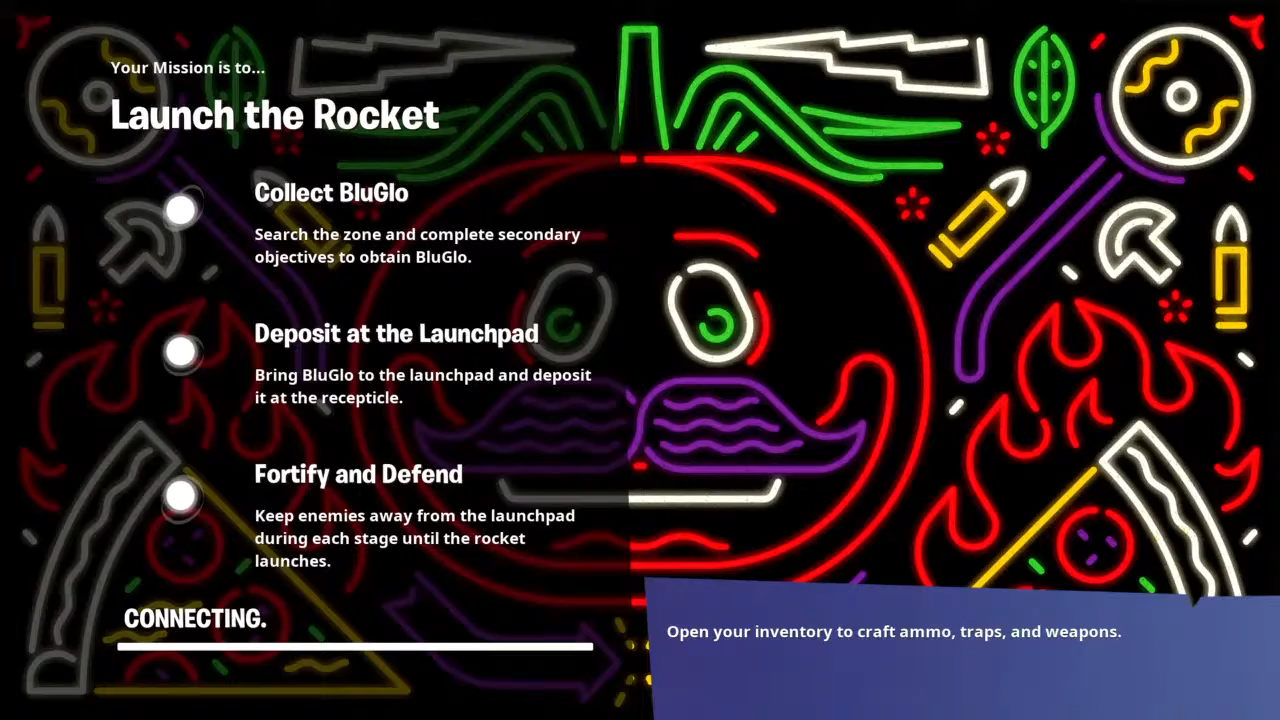 Your Mission is to...
Launch the Rocket
Collect BluGlo
Search the zone and complete secondary
objectives to obtain BluGlo.
Deposit at the Launchpad
Bring BluGlo to the launchpad and deposit
it at the recepticle.
Fortify and Defend
Keep enemies away from the launchpad
during each stage until the rocket
launches.
CONNECTING.
Open your inventory to craft ammo, traps, and weapons.